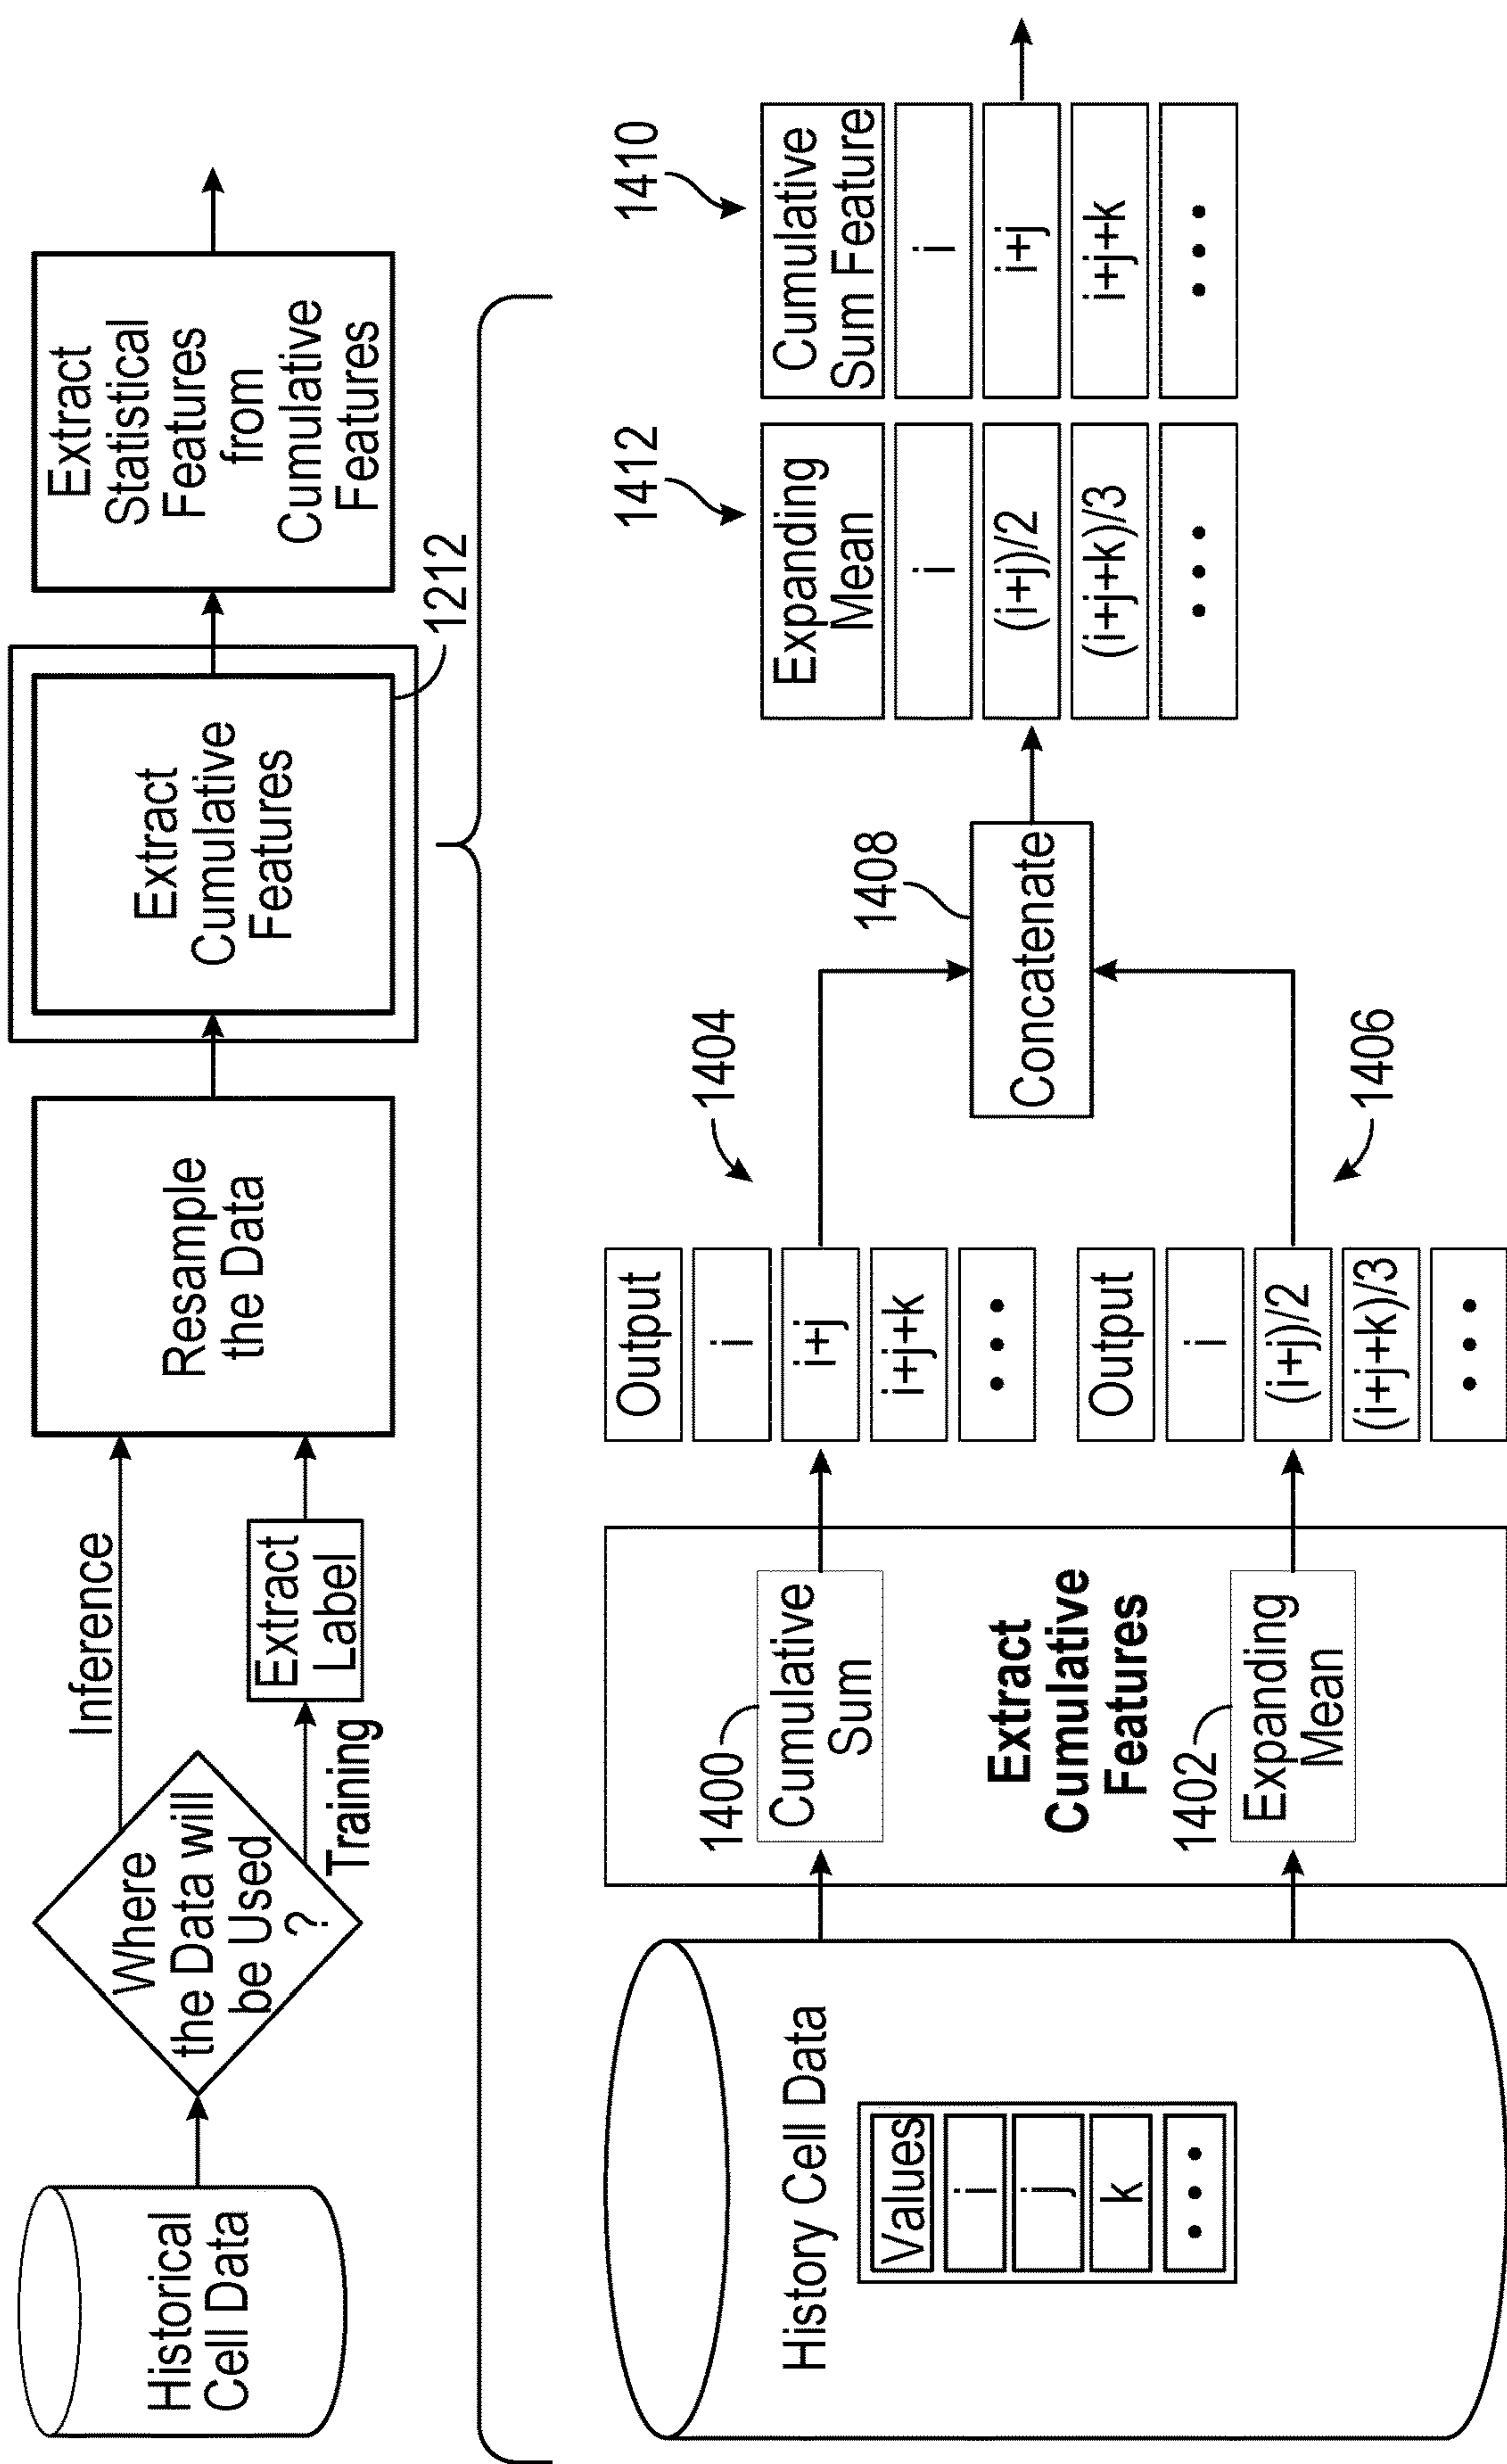 Historical
Cell Data
Where
the Data will
be Used
?
Inference
Training
Extract
Label
Resample
the Data
Extract
Cumulative
Features
1212
Extract
Statistical
Features
from
Cumulative
Features
History Cell Data
Values
i
j
k
• • •
1400
Cumulative
Sum
Extract
Cumulative
Features
1402
Expanding
Mean
1404
Output
i
i+j
i+j+k
• • •
1406
Output
i
(i+j)/2
(i+j+k)/3
• • •
1408
Concatenate
1412
Expanding
Mean
i
(i+j)/2
(i+j+k)/3
• • •
1410
Cumulative
Sum Feature
i
i+j
i+j+k
• • •